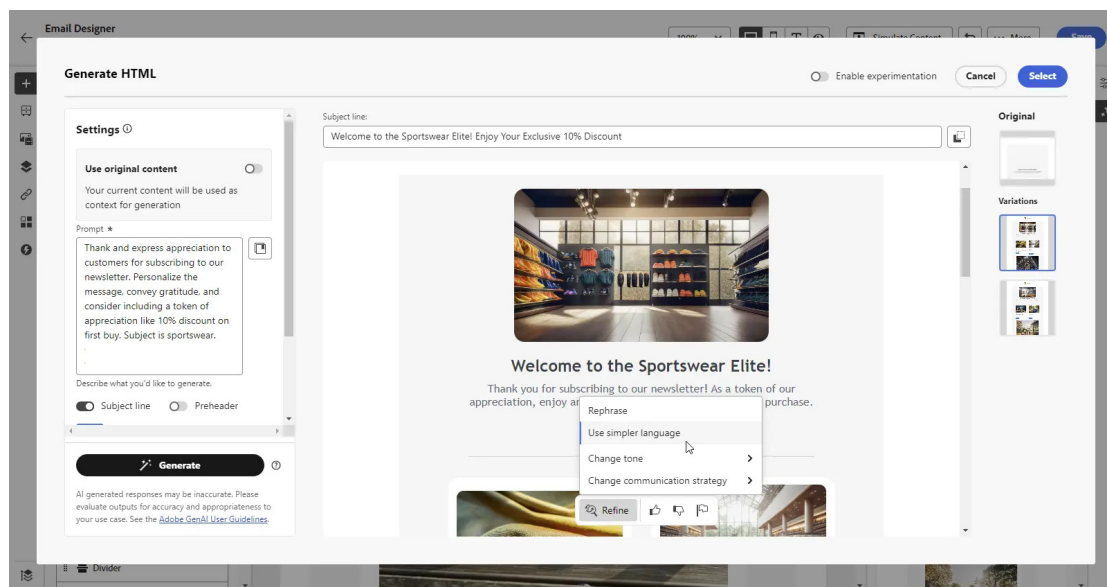 Email Designer
100%
Simulate Content
More
Save
Generate HTML
Enable experimentation
Cancel
Select
Settings
Use original content
Your current content will be used as
context for generation
Prompt *
Thank and express appreciation to
customers for subscribing to our
newsletter. Personalize the
message, convey gratitude, and
consider including a token of
appreciation like 10% discount on
first buy. Subject is sportswear.
Describe what you'd like to generate.
Subject line
Preheader
Generate
AI generated responses may be inaccurate. Please
evaluate outputs for accuracy and appropriateness to
your use case. See the Adobe GenAI User Guidelines.
Subject line:
Welcome to the Sportswear Elite! Enjoy Your Exclusive 10% Discount
Welcome to the Sportswear Elite!
Thank you for subscribing to our newsletter! As a token of our
appreciation, enjoy an
purchase.
Rephrase
Use simpler language
Change tone
Change communication strategy
Refine
Original
Variations
Divider